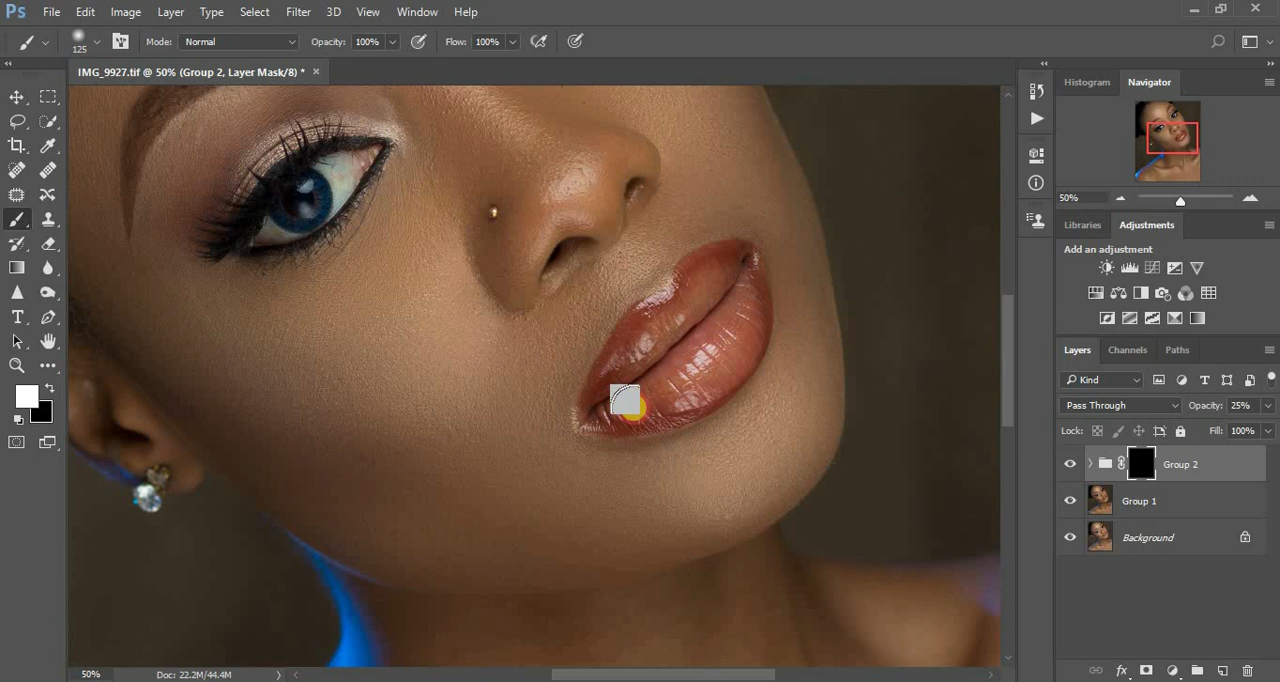 Ps File Edit Image Layer Type Select Filter 3D View Window Help
125 Mode: Normal Opacity: 100% Flow: 100%
IMG_9927.tif @ 50% (Group 2, Layer Mask/8) *
Histogram Navigator
50%
Libraries Adjustments
Add an adjustment
Layers Channels Paths
Kind
Pass Through Opacity: 25%
Lock: Fill: 100%
Group 2
Group 1
Background
50% Doc: 22.2M/44.4M